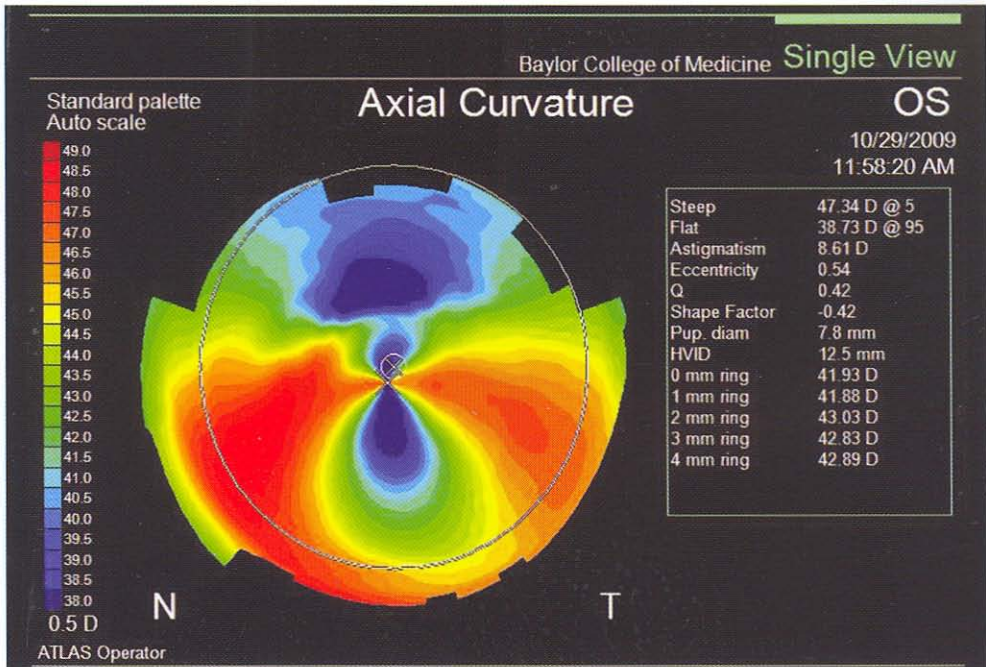 Baylor College of Medicine Single View
Standard palette
Auto scale
Axial Curvature
OS
10/29/2009
11:58:20 AM
49.0
48.5
48.0
47.5
47.0
46.5
46.0
45.5
45.0
44.5
44.0
43.5
43.0
42.5
42.0
41.5
41.0
40.5
40.0
39.5
39.0
38.5
38.0
0.5 D
Steep 47.34 D @ 5
Flat 38.73 D @ 95
Astigmatism 8.61 D
Eccentricity 0.54
Q 0.42
Shape Factor -0.42
Pup. diam 7.8 mm
HVID 12.5 mm
0 mm ring 41.93 D
1 mm ring 41.88 D
2 mm ring 43.03 D
3 mm ring 42.83 D
4 mm ring 42.89 D
N
T
ATLAS Operator